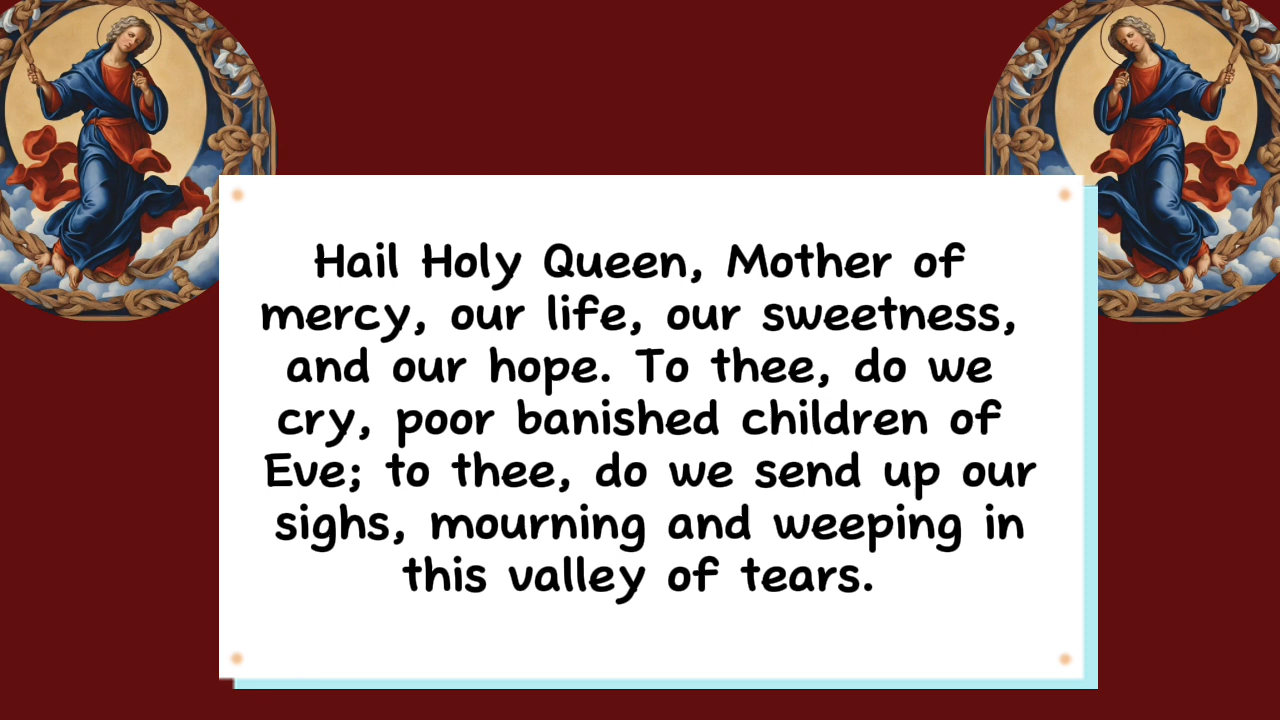 Hail Holy Queen, Mother of
mercy, our life, our sweetness,
and our hope. To thee, do we
cry, poor banished children of
Eve; to thee, do we send up our
sighs, mourning and weeping in
this valley of tears.